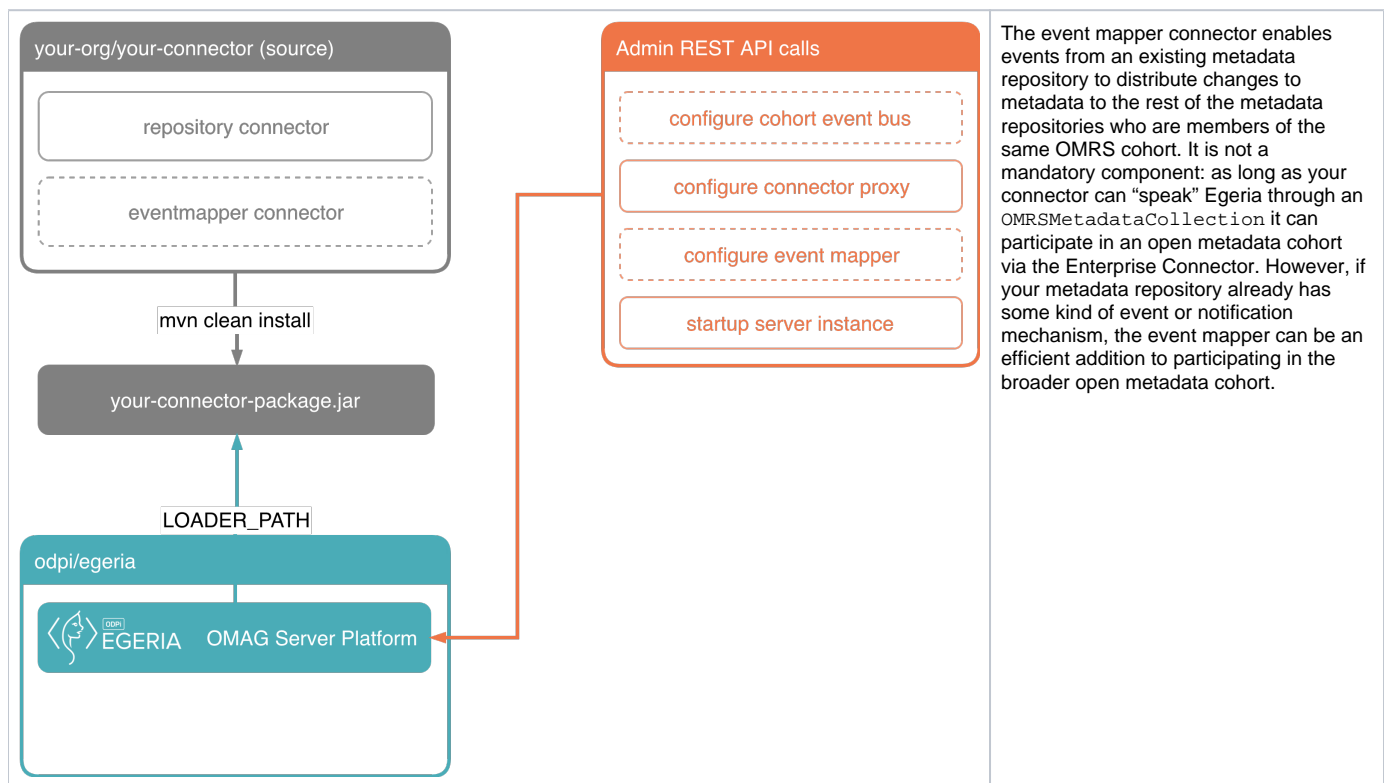 your-org/your-connector (source)
repository connector
eventmapper connector
mvn clean install
your-connector-package.jar
LOADER_PATH
odpi/egeria
ODPi
EGERIA
OMAG Server Platform
Admin REST API calls
configure cohort event bus
configure connector proxy
configure event mapper
startup server instance
The event mapper connector enables
events from an existing metadata
repository to distribute changes to
metadata to the rest of the metadata
repositories who are members of the
same OMRS cohort. It is not a
mandatory component: as long as your
connector can “speak” Egeria through an
OMRSMetadataCollection it can
participate in an open metadata cohort
via the Enterprise Connector. However, if
your metadata repository already has
some kind of event or notification
mechanism, the event mapper can be an
efficient addition to participating in the
broader open metadata cohort.